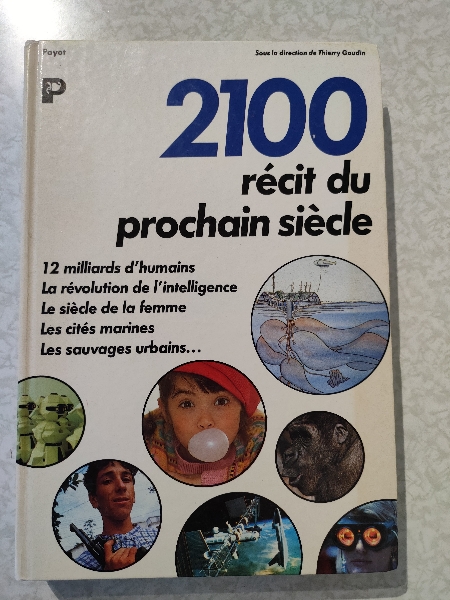 Payot
Sous la direction de Thierry Gaudin
P
2100
récit du
prochain siècle
12 milliards d'humains
La révolution de l'intelligence
Le siècle de la femme
Les cités marines
Les sauvages urbains...